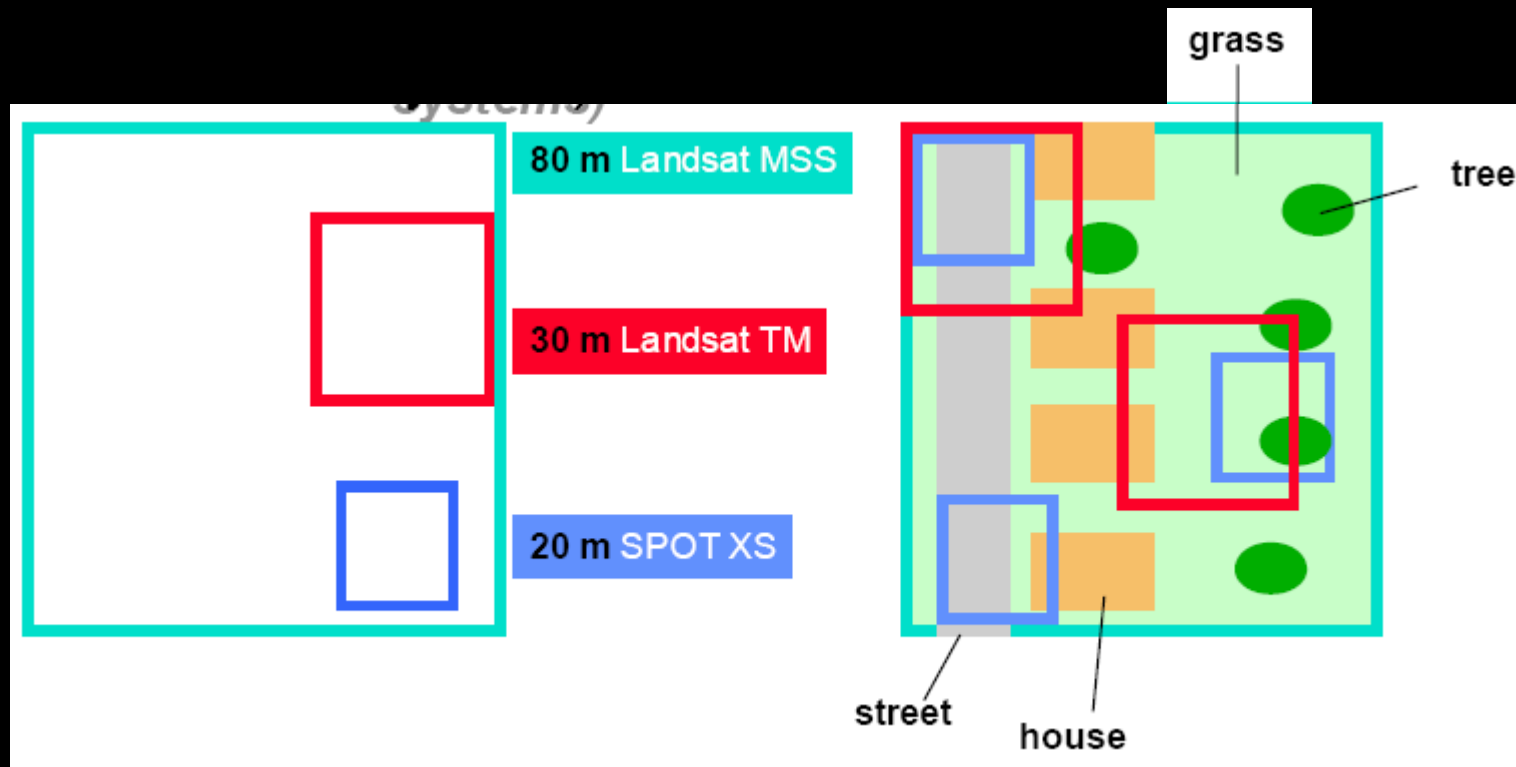 grass
80 m Landsat MSS
tree
30 m Landsat TM
20 m SPOT XS
street
house